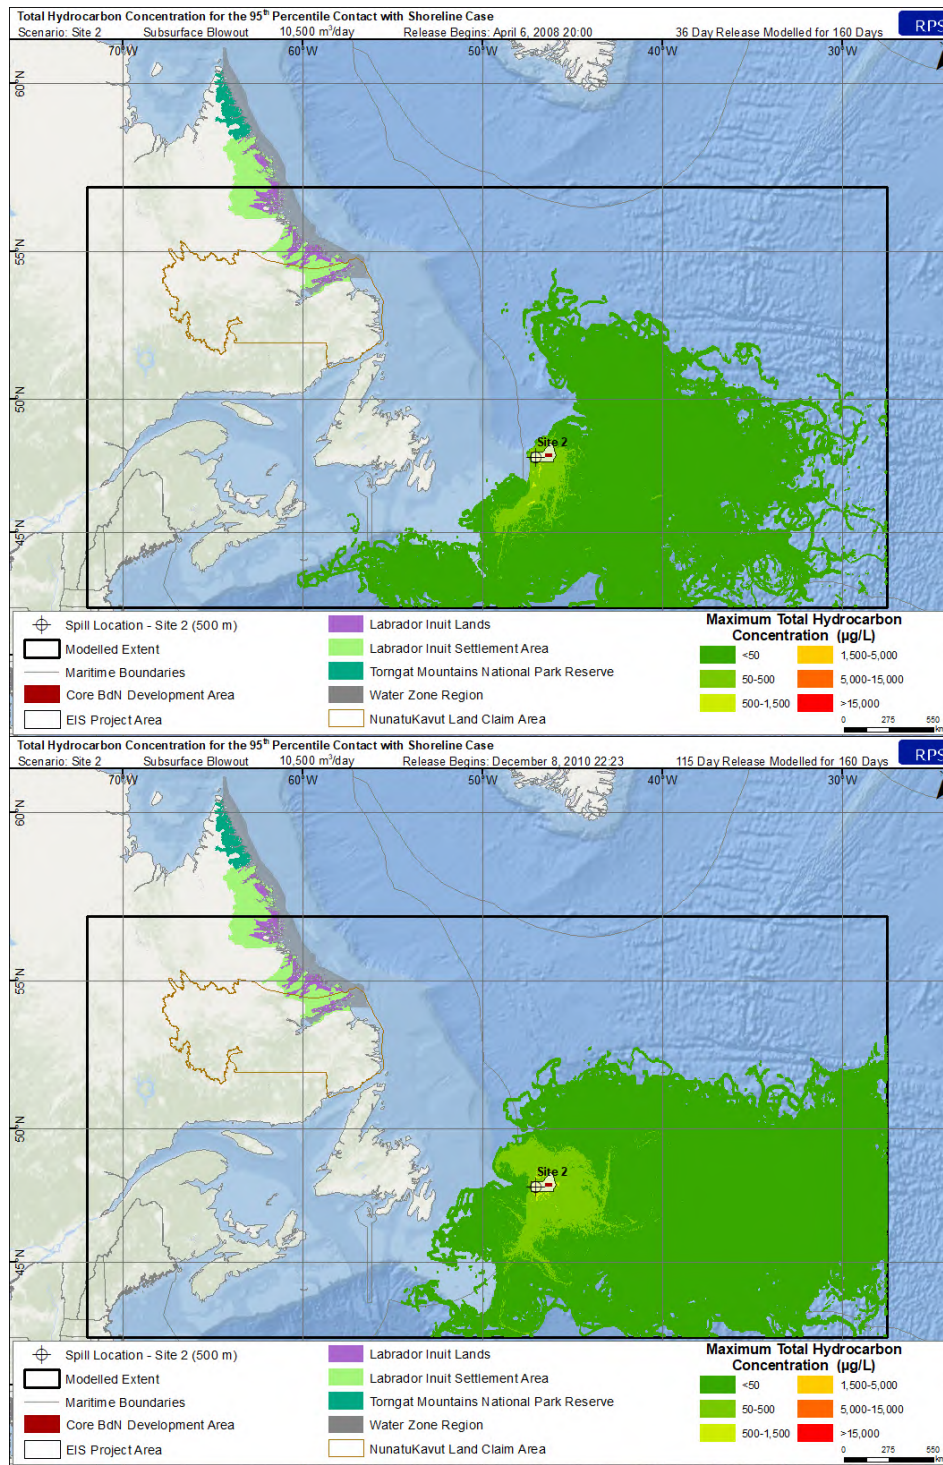 Total Hydrocarbon Concentration for the 95th Percentile Contact with Shoreline Case
Scenario: Site 2 Subsurface Blowout 10,500 m³/day Release Begins: April 6, 2008 20:00 36 Day Release Modelled for 160 Days
RPS
70°W 60°W 50°W 40°W 30°W
60°N
55°N
50°N
Site 2
45°N
Spill Location - Site 2 (500 m)
Modelled Extent
Maritime Boundaries
Core BdN Development Area
EIS Project Area
Labrador Inuit Lands
Labrador Inuit Settlement Area
Torngat Mountains National Park Reserve
Water Zone Region
NunatuKavut Land Claim Area
Maximum Total Hydrocarbon
Concentration (µg/L)
<50 1,500-5,000
50-500 5,000-15,000
500-1,500 >15,000
0 275 550
km
Total Hydrocarbon Concentration for the 95th Percentile Contact with Shoreline Case
Scenario: Site 2 Subsurface Blowout 10,500 m³/day Release Begins: December 8, 2010 22:23 115 Day Release Modelled for 160 Days
RPS
70°W 60°W 50°W 40°W 30°W
60°N
55°N
50°N
Site 2
45°N
Spill Location - Site 2 (500 m)
Modelled Extent
Maritime Boundaries
Core BdN Development Area
EIS Project Area
Labrador Inuit Lands
Labrador Inuit Settlement Area
Torngat Mountains National Park Reserve
Water Zone Region
NunatuKavut Land Claim Area
Maximum Total Hydrocarbon
Concentration (µg/L)
<50 1,500-5,000
50-500 5,000-15,000
500-1,500 >15,000
0 275 550
km